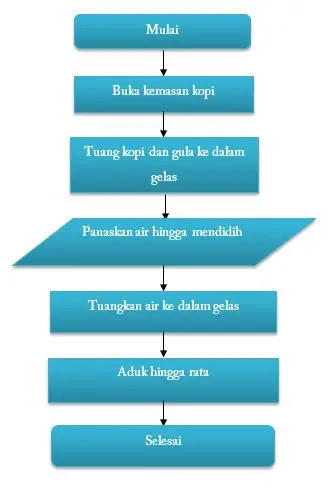 Mulai
Buka kemasan kopi
Tuang kopi dan gula ke dalam
gelas
Panaskan air hingga mendidih
Tuangkan air ke dalam gelas
Aduk hingga rata
Selesai